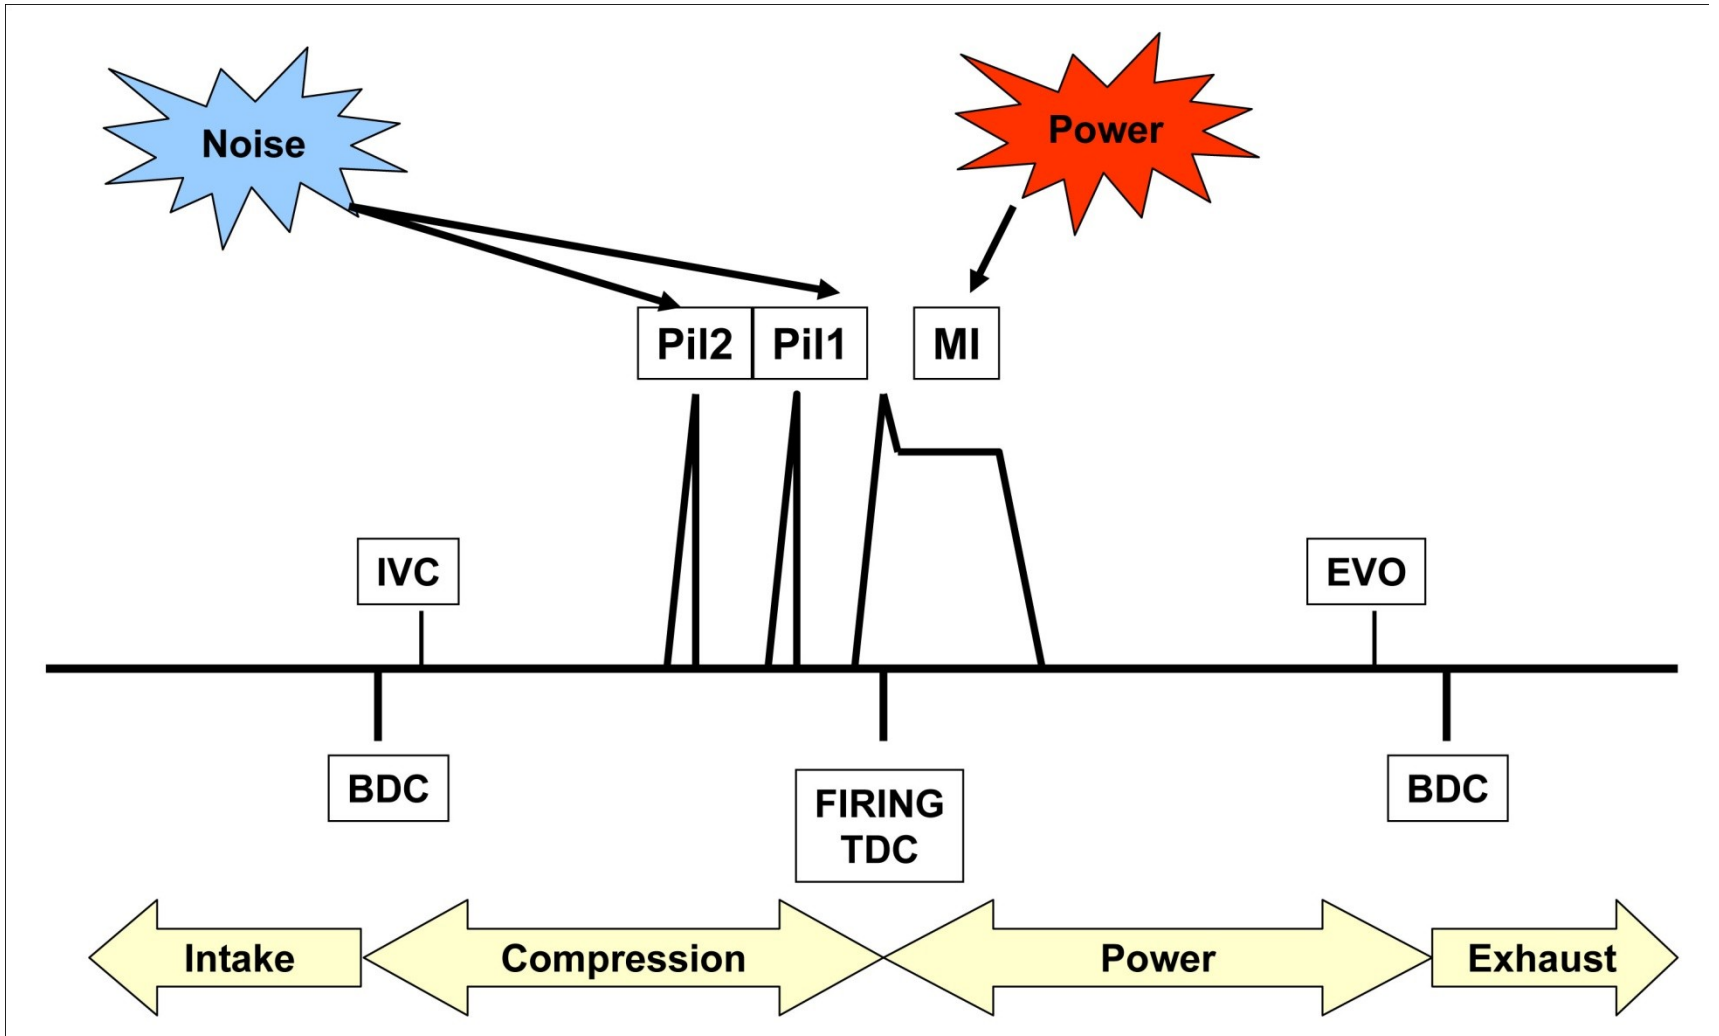 Noise
Power
Pil2
Pil1
MI
IVC
EVO
BDC
FIRING
TDC
BDC
Intake
Compression
Power
Exhaust